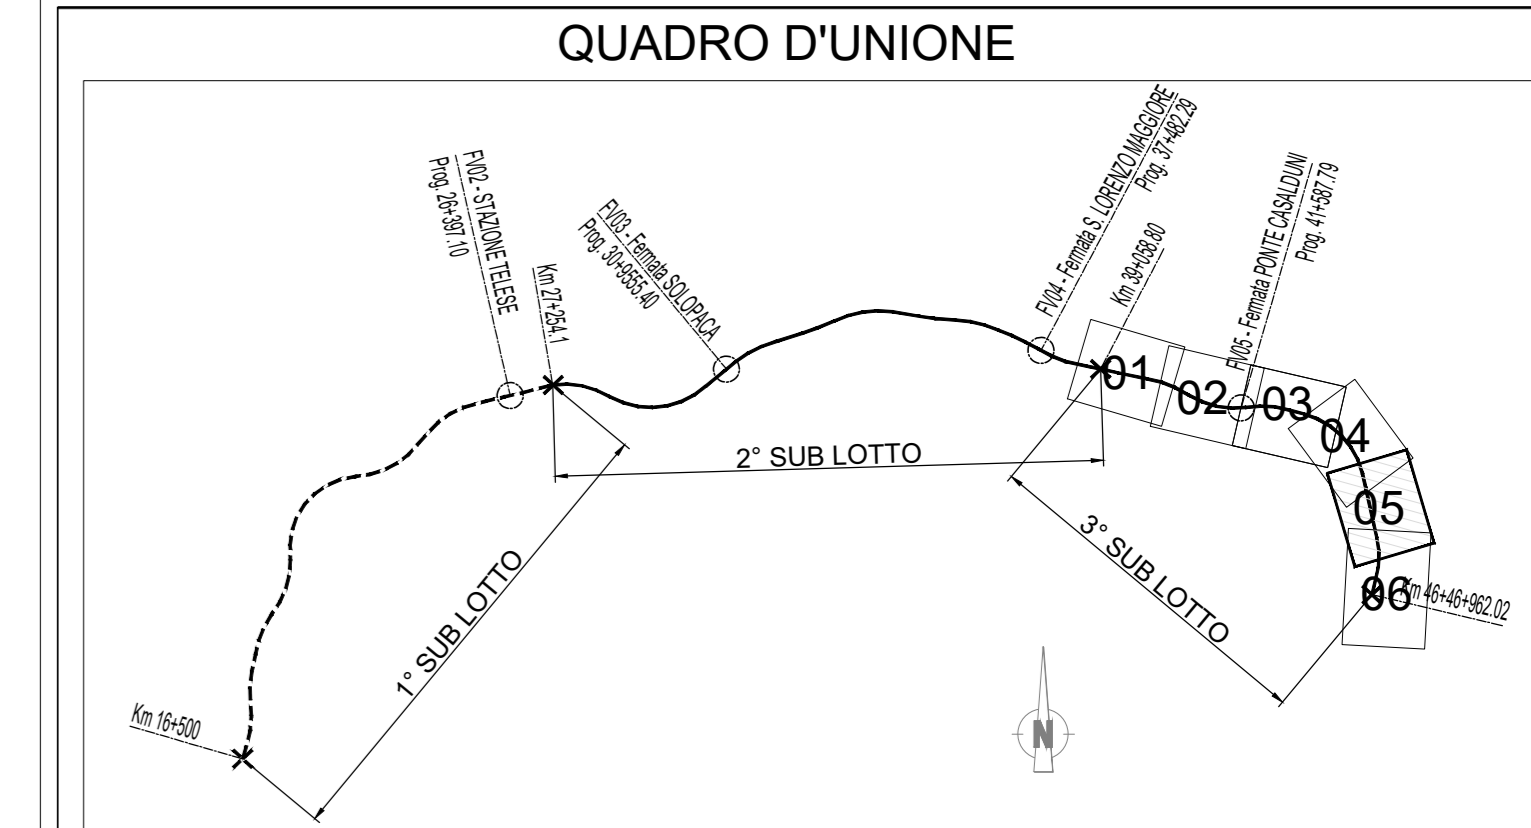 QUADRO D'UNIONE
FV02 - STAZIONE TELESE
Prog. 26+397.10
Km 27+254.1
FV03 - Fermata SOLOPACA
Prog. 30+9555.40
FV04 - Fermata S. LORENZO MAGGIORE
Prog. 37+482.29
Km 39+058.80
FV05 - Fermata PONTE CASALDUNI
Prog. 41+587.79
01
02
03
04
05
06
Km 46+46+962.02
1° SUB LOTTO
2° SUB LOTTO
3° SUB LOTTO
Km 16+500
N